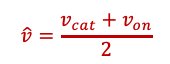 v̂ = (v_cat + v_on) / 2